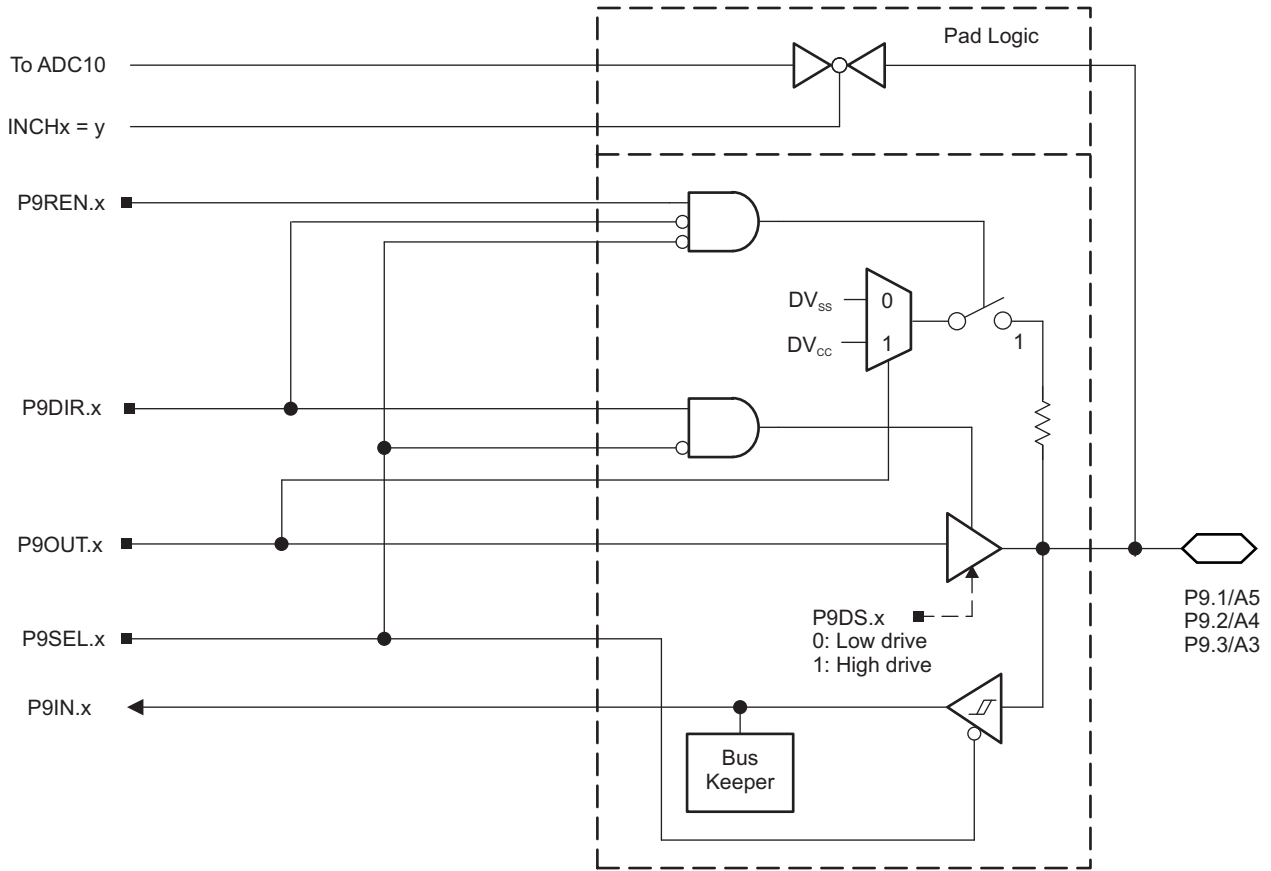 Pad Logic
To ADC10
INCHx = y
P9REN.x
DVSS
0
DVCC
1
1
P9DIR.x
P9OUT.x
P9DS.x
0: Low drive
1: High drive
P9.1/A5
P9.2/A4
P9.3/A3
P9SEL.x
P9IN.x
Bus
Keeper